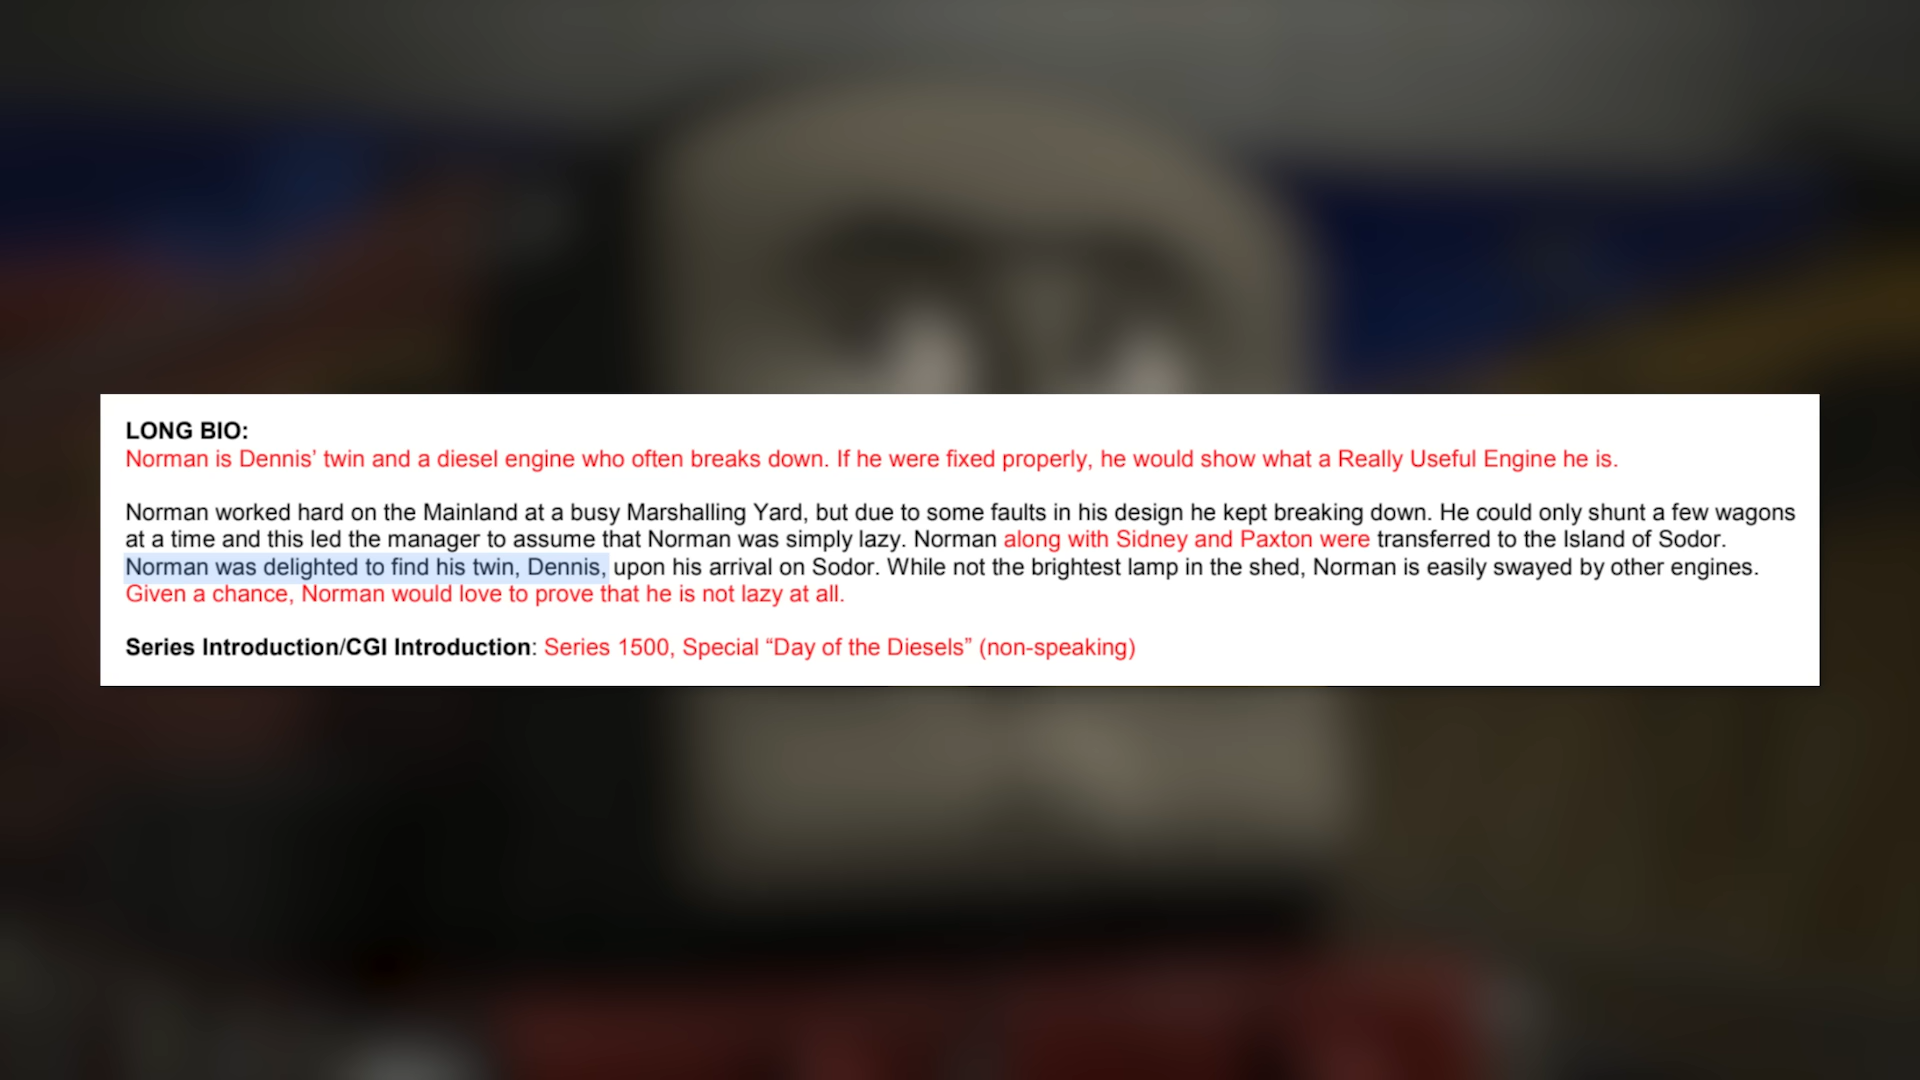 LONG BIO:
Norman is Dennis’ twin and a diesel engine who often breaks down. If he were fixed properly, he would show what a Really Useful Engine he is.
Norman worked hard on the Mainland at a busy Marshalling Yard, but due to some faults in his design he kept breaking down. He could only shunt a few wagons
at a time and this led the manager to assume that Norman was simply lazy. Norman along with Sidney and Paxton were transferred to the Island of Sodor.
Norman was delighted to find his twin, Dennis, upon his arrival on Sodor. While not the brightest lamp in the shed, Norman is easily swayed by other engines.
Given a chance, Norman would love to prove that he is not lazy at all.
Series Introduction/CGI Introduction: Series 1500, Special “Day of the Diesels” (non-speaking)